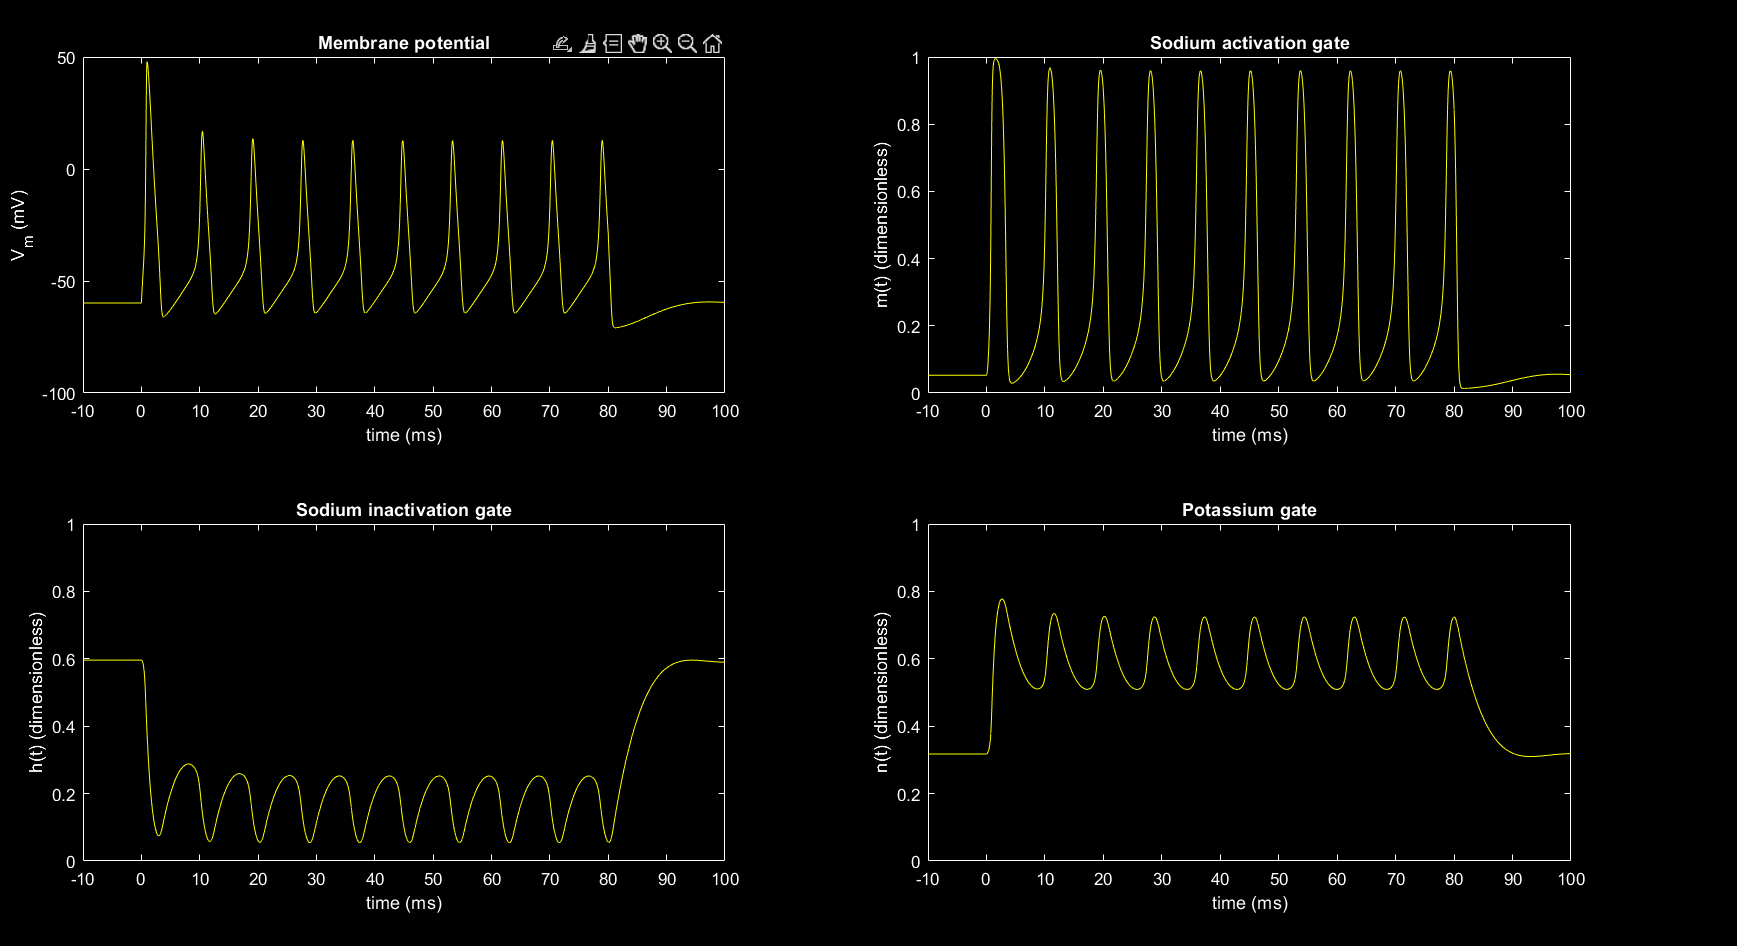 Membrane potential
50
0
-50
-100
V_m (mV)
-10 0 10 20 30 40 50 60 70 80 90 100
time (ms)
Sodium activation gate
1
0.8
0.6
0.4
0.2
0
m(t) (dimensionless)
-10 0 10 20 30 40 50 60 70 80 90 100
time (ms)
Sodium inactivation gate
1
0.8
0.6
0.4
0.2
0
h(t) (dimensionless)
-10 0 10 20 30 40 50 60 70 80 90 100
time (ms)
Potassium gate
1
0.8
0.6
0.4
0.2
0
n(t) (dimensionless)
-10 0 10 20 30 40 50 60 70 80 90 100
time (ms)